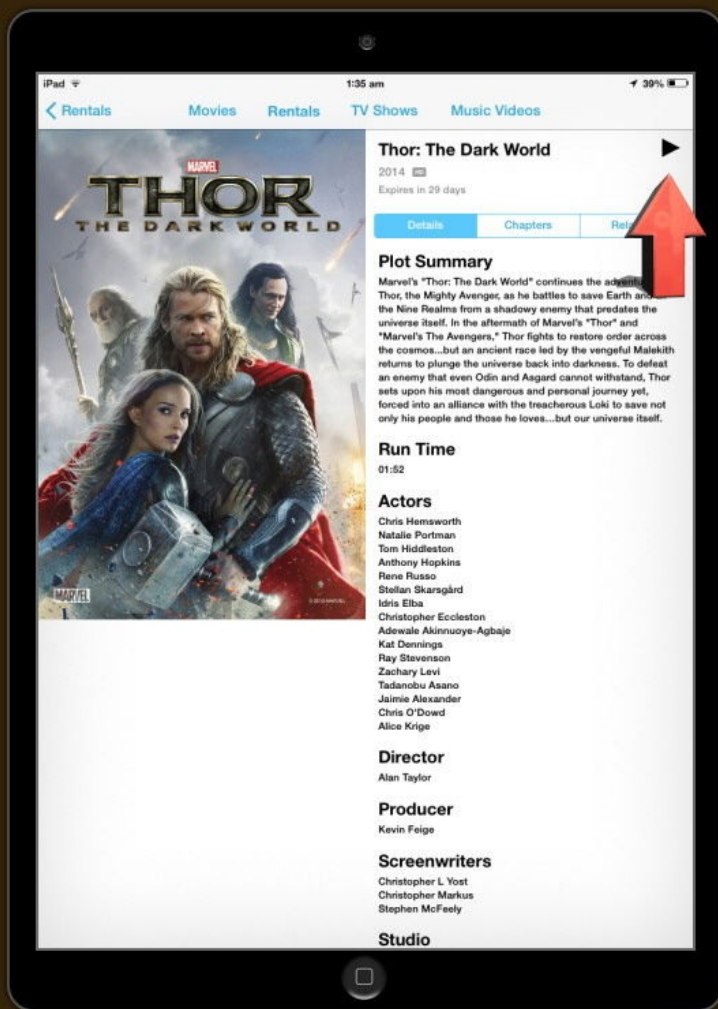 iPad
1:35 am
39%
Rentals
Movies
Rentals
TV Shows
Music Videos
MARVEL
THOR
THE DARK WORLD
MARVEL
© 2013 MARVEL
Thor: The Dark World
2014 HD
Expires in 29 days
Details
Chapters
Plot Summary
Marvel's "Thor: The Dark World" continues the
Thor, the Mighty Avenger, as he battles to save Earth and
the Nine Realms from a shadowy enemy that predates the
universe itself. In the aftermath of Marvel's "Thor" and
"Marvel's The Avengers," Thor fights to restore order across
the cosmos...but an ancient race led by the vengeful Malekith
returns to plunge the universe back into darkness. To defeat
an enemy that even Odin and Asgard cannot withstand, Thor
sets upon his most dangerous and personal journey yet,
forced into an alliance with the treacherous Loki to save not
only his people and those he loves...but our universe itself.
Run Time
01:52
Actors
Chris Hemsworth
Natalie Portman
Tom Hiddleston
Anthony Hopkins
Rene Russo
Stellan Skarsgård
Idris Elba
Christopher Eccleston
Adewale Akinnuoye-Agbaje
Kat Dennings
Ray Stevenson
Zachary Levi
Tadanobu Asano
Jaimie Alexander
Chris O'Dowd
Alice Krige
Director
Alan Taylor
Producer
Kevin Feige
Screenwriters
Christopher L Yost
Christopher Markus
Stephen McFeely
Studio